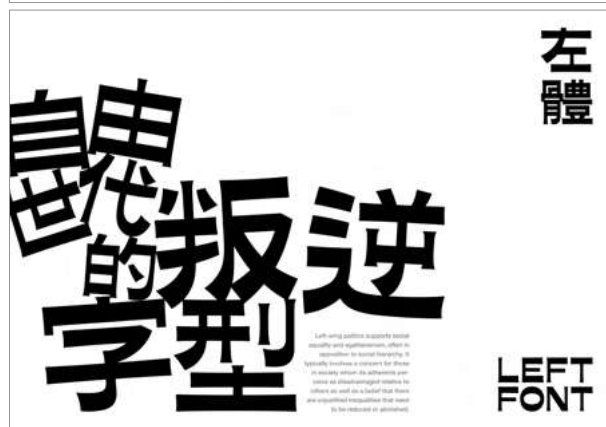 左體
自由
世代
的叛逆
字型
Left-wing politics supports social
equality and egalitarianism, often in
opposition to social hierarchy. It
typically involves a concern for those
in society whom its adherents per-
ceive as disadvantaged relative to
others as well as a belief that there
are unjustified inequalities that need
to be reduced or abolished.
LEFT
FONT